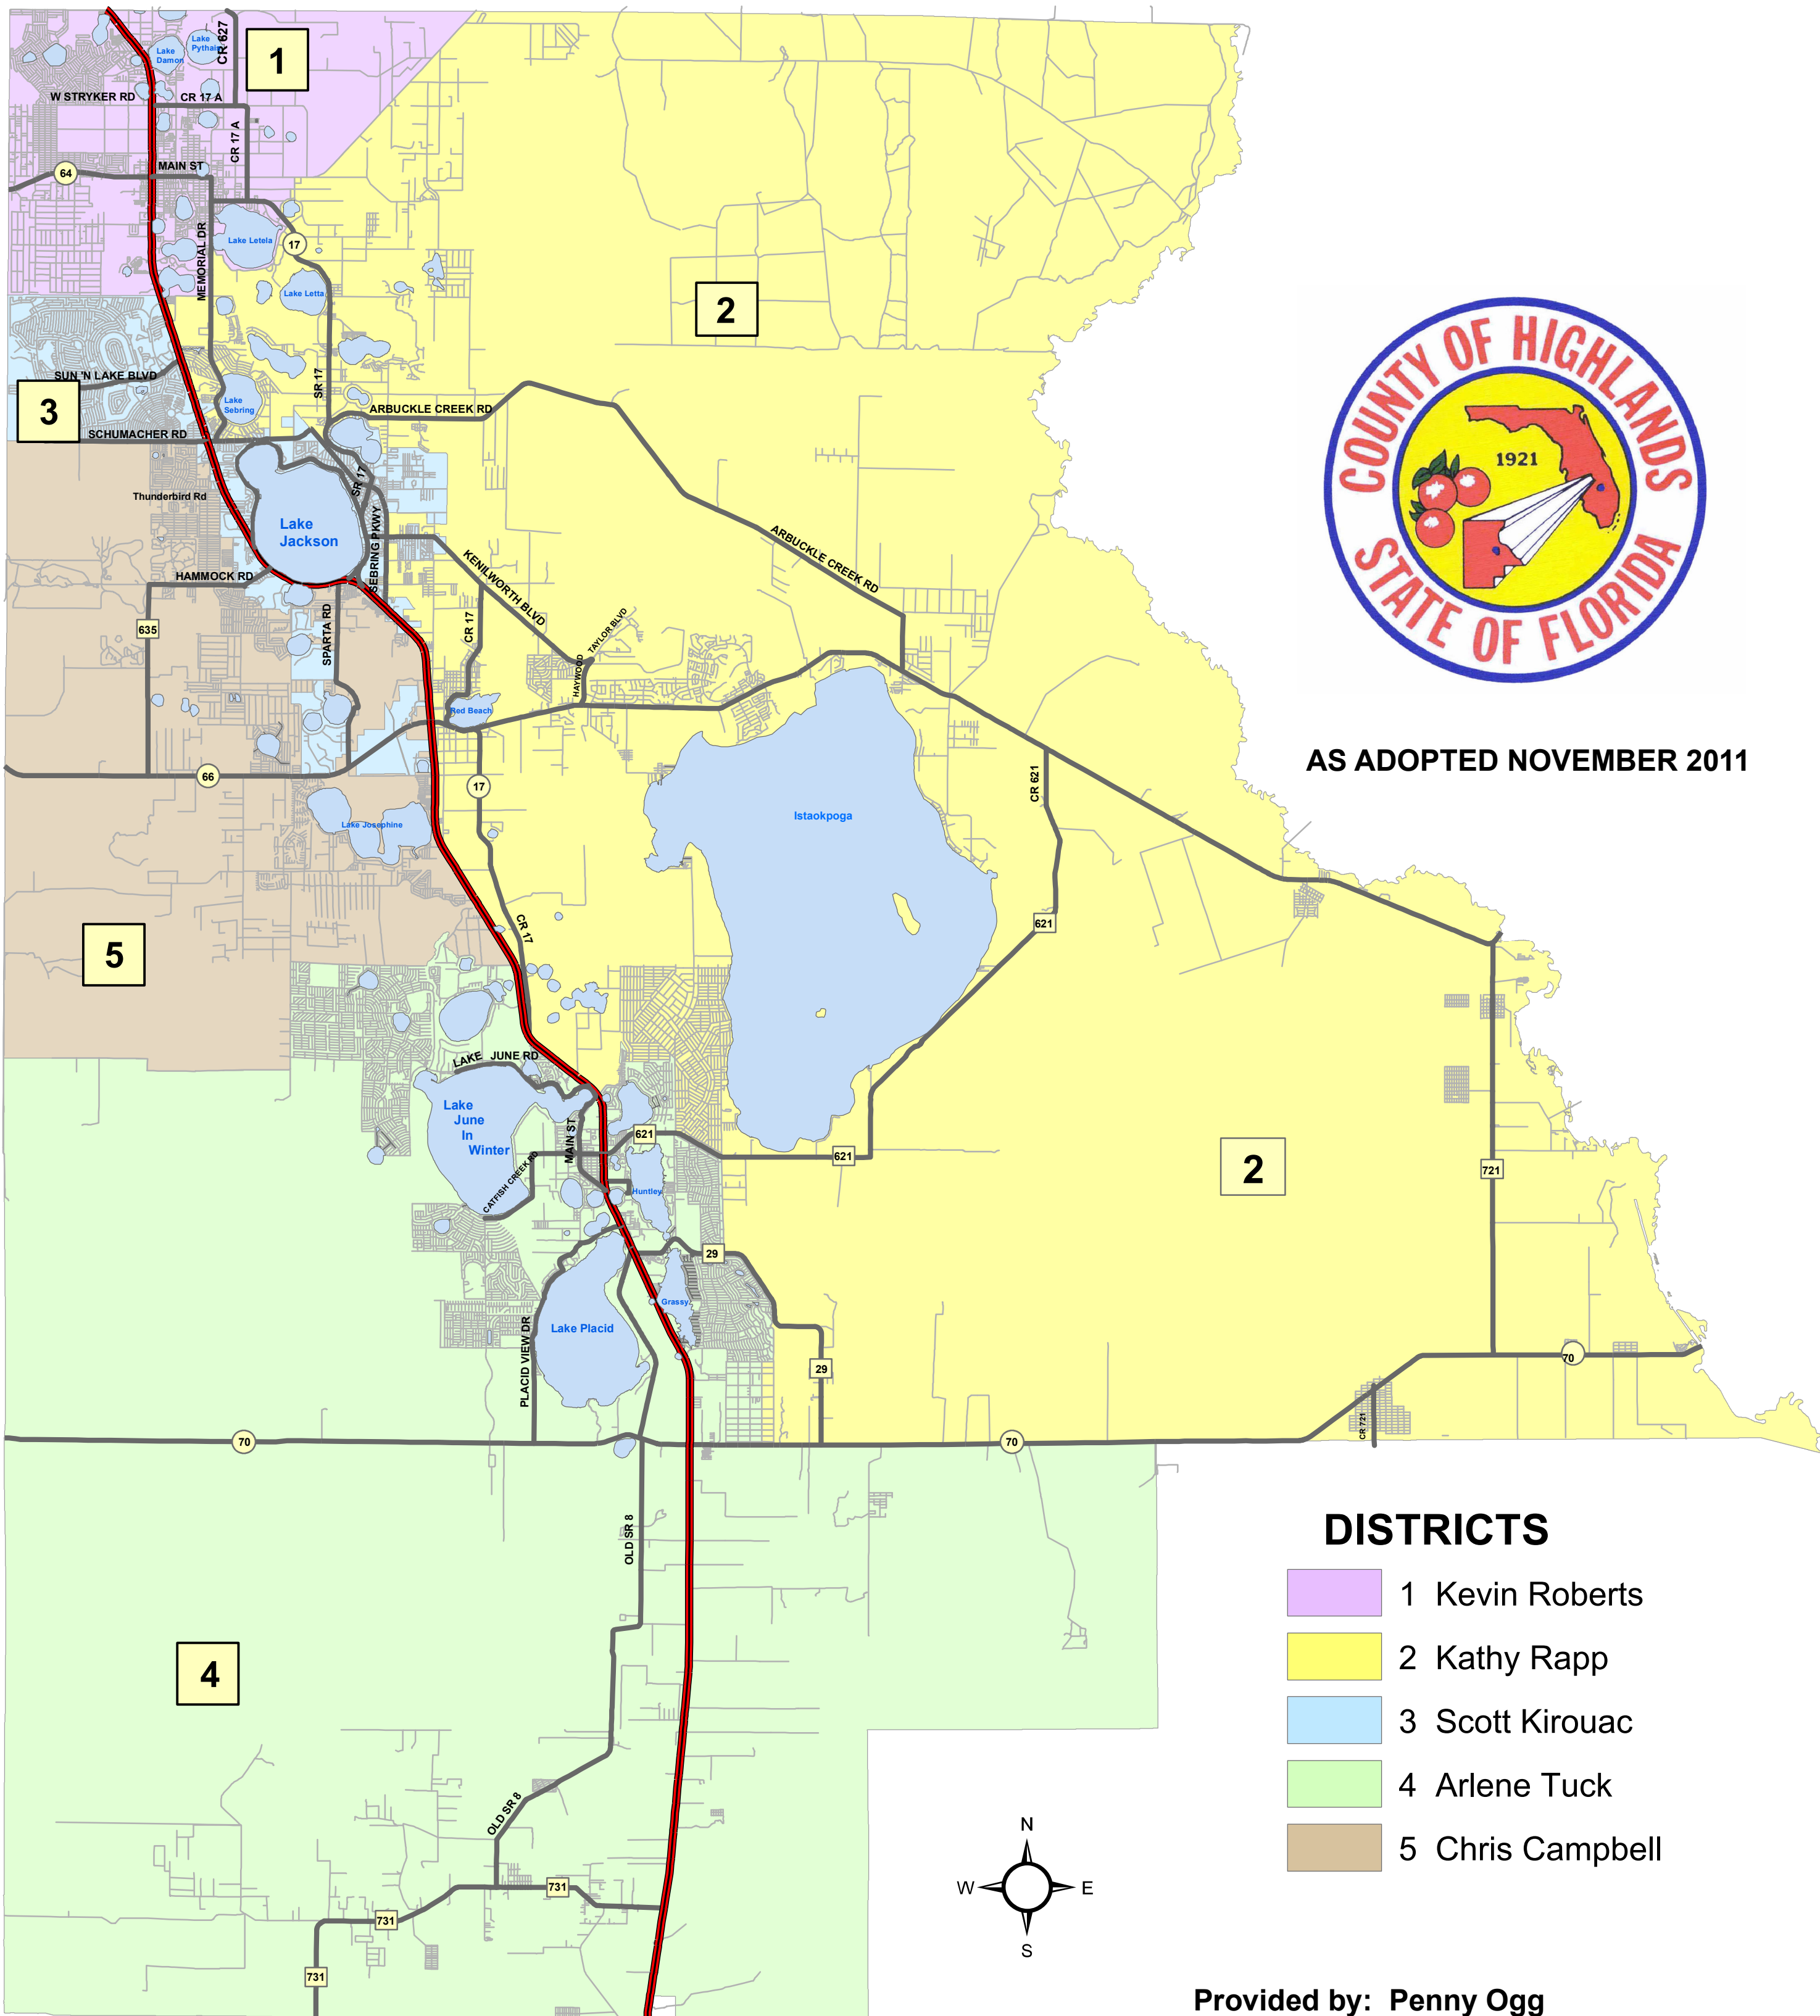 Lake
Damon
Lake
Pythais
CR 627
1
W STRYKER RD
CR 17 A
CR 17 A
64
MAIN ST
MEMORIAL DR
Lake Letela
17
Lake Letta
2
SUN 'N LAKE BLVD
3
SR 17
Lake
Sebring
ARBUCKLE CREEK RD
SCHUMACHER RD
SR 17
Thunderbird Rd
Lake
Jackson
SEBRING PKWY
ARBUCKLE CREEK RD
KENILWORTH BLVD
HAMMOCK RD
635
SPARTA RD
CR 17
TAYLOR BLVD
HAYWOOD
Red Beach
66
17
CR 621
Istaokpoga
Lake Josephine
621
CR 17
5
LAKE JUNE RD
Lake
June
In
Winter
MAIN ST
621
621
CATFISH CREEK RD
Huntley
2
721
29
Grassy
Lake Placid
PLACID VIEW DR
29
70
CR 721
70
70
OLD SR 8
4
OLD SR 8
731
731
731
COUNTY OF HIGHLANDS
1921
STATE OF FLORIDA
AS ADOPTED NOVEMBER 2011
DISTRICTS
1 Kevin Roberts
2 Kathy Rapp
3 Scott Kirouac
4 Arlene Tuck
5 Chris Campbell
N
W E
S
Provided by: Penny Ogg